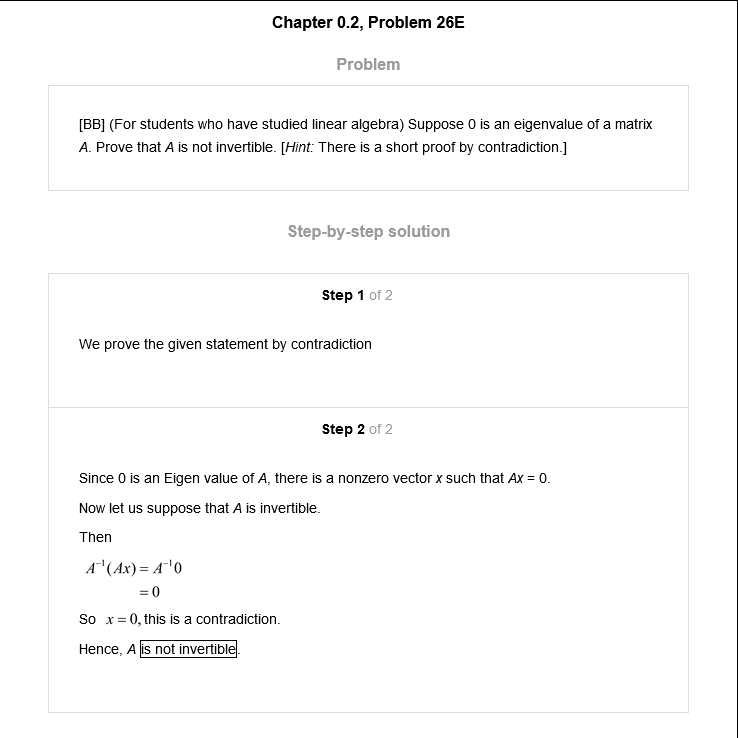 Chapter 0.2, Problem 26E
Problem
[BB] (For students who have studied linear algebra) Suppose 0 is an eigenvalue of a matrix
A. Prove that A is not invertible. [Hint: There is a short proof by contradiction.]
Step-by-step solution
Step 1 of 2
We prove the given statement by contradiction
Step 2 of 2
Since 0 is an Eigen value of A, there is a nonzero vector x such that Ax = 0.
Now let us suppose that A is invertible.
Then
A⁻¹(Ax) = A⁻¹0
= 0
So x = 0, this is a contradiction.
Hence, A is not invertible.